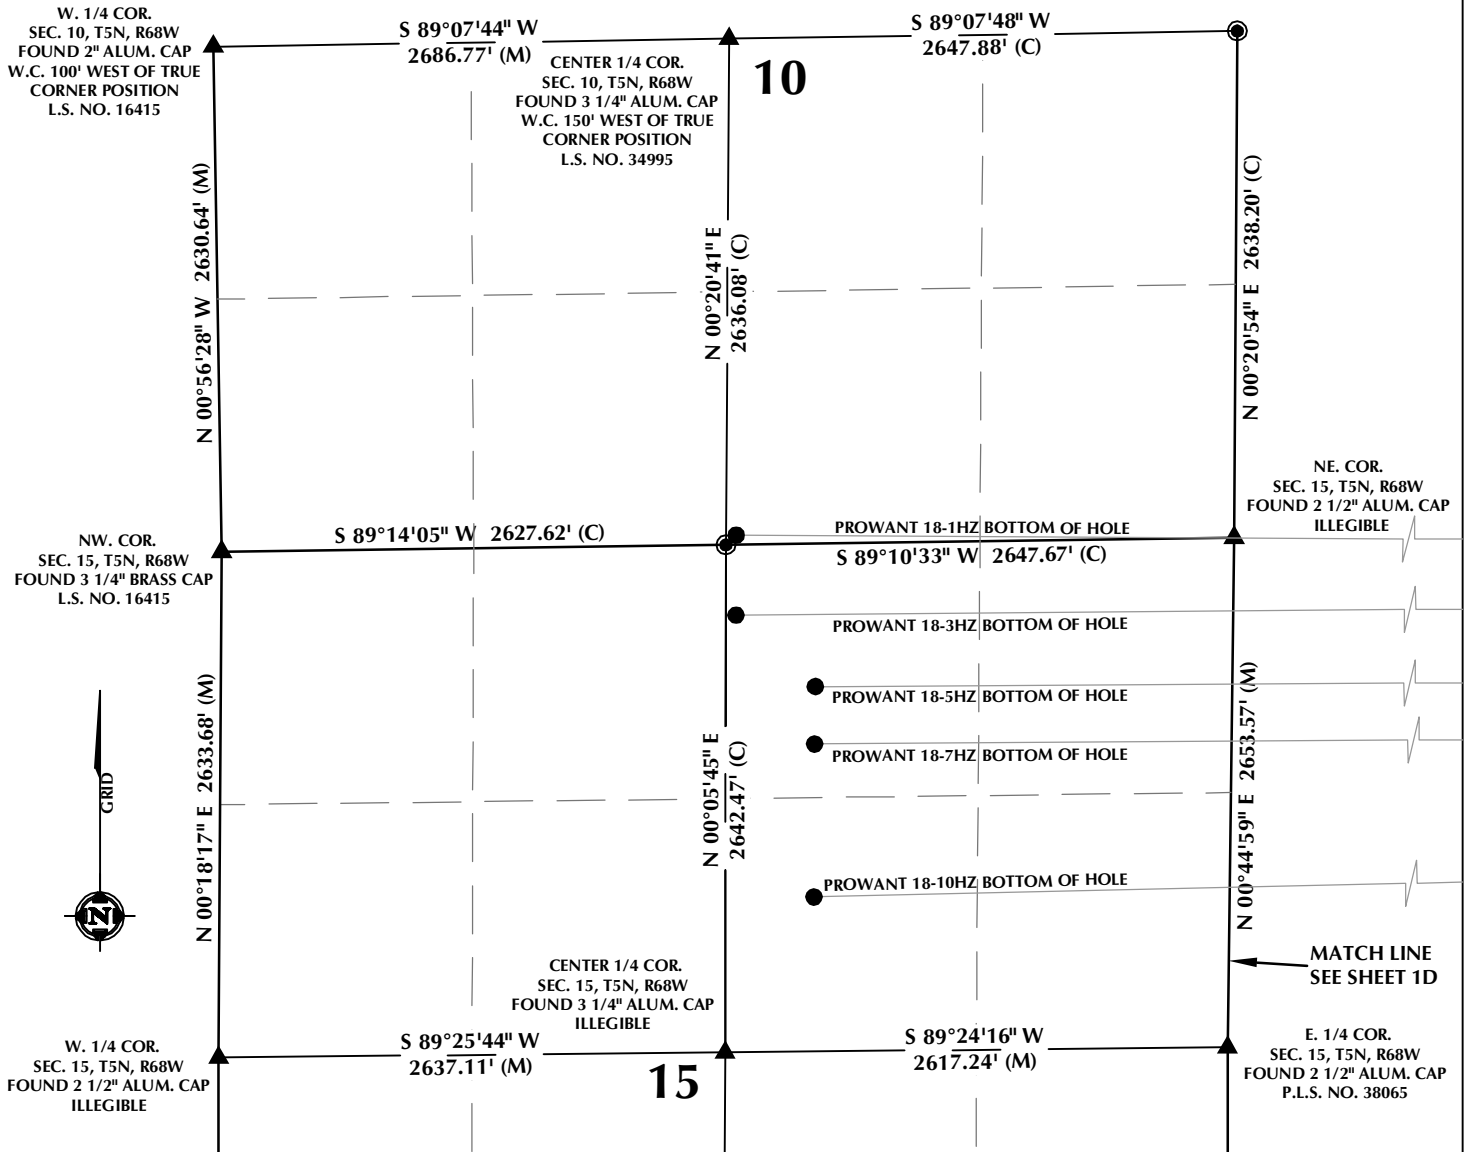 W. 1/4 COR.
SEC. 10, T5N, R68W
FOUND 2" ALUM. CAP
W.C. 100' WEST OF TRUE
CORNER POSITION
L.S. NO. 16415
S 89°07'44" W
2686.77' (M)
S 89°07'48" W
2647.88' (C)
CENTER 1/4 COR.
SEC. 10, T5N, R68W
FOUND 3 1/4" ALUM. CAP
W.C. 150' WEST OF TRUE
CORNER POSITION
L.S. NO. 34995
10
N 00°56'28" W 2630.64' (M)
N 00°20'41" E
2636.08' (C)
N 00°20'54" E 2638.20' (C)
NE. COR.
SEC. 15, T5N, R68W
FOUND 2 1/2" ALUM. CAP
ILLEGIBLE
NW. COR.
SEC. 15, T5N, R68W
FOUND 3 1/4" BRASS CAP
L.S. NO. 16415
S 89°14'05" W 2627.62' (C)
PROWANT 18-1HZ BOTTOM OF HOLE
S 89°10'33" W 2647.67' (C)
PROWANT 18-3HZ BOTTOM OF HOLE
PROWANT 18-5HZ BOTTOM OF HOLE
PROWANT 18-7HZ BOTTOM OF HOLE
PROWANT 18-10HZ BOTTOM OF HOLE
GRID
N
N 00°18'17" E 2633.68' (M)
N 00°05'45" E
2642.47' (C)
N 00°44'59" E 2653.57' (M)
MATCH LINE
SEE SHEET 1D
CENTER 1/4 COR.
SEC. 15, T5N, R68W
FOUND 3 1/4" ALUM. CAP
ILLEGIBLE
W. 1/4 COR.
SEC. 15, T5N, R68W
FOUND 2 1/2" ALUM. CAP
ILLEGIBLE
S 89°25'44" W
2637.11' (M)
15
S 89°24'16" W
2617.24' (M)
E. 1/4 COR.
SEC. 15, T5N, R68W
FOUND 2 1/2" ALUM. CAP
P.L.S. NO. 38065